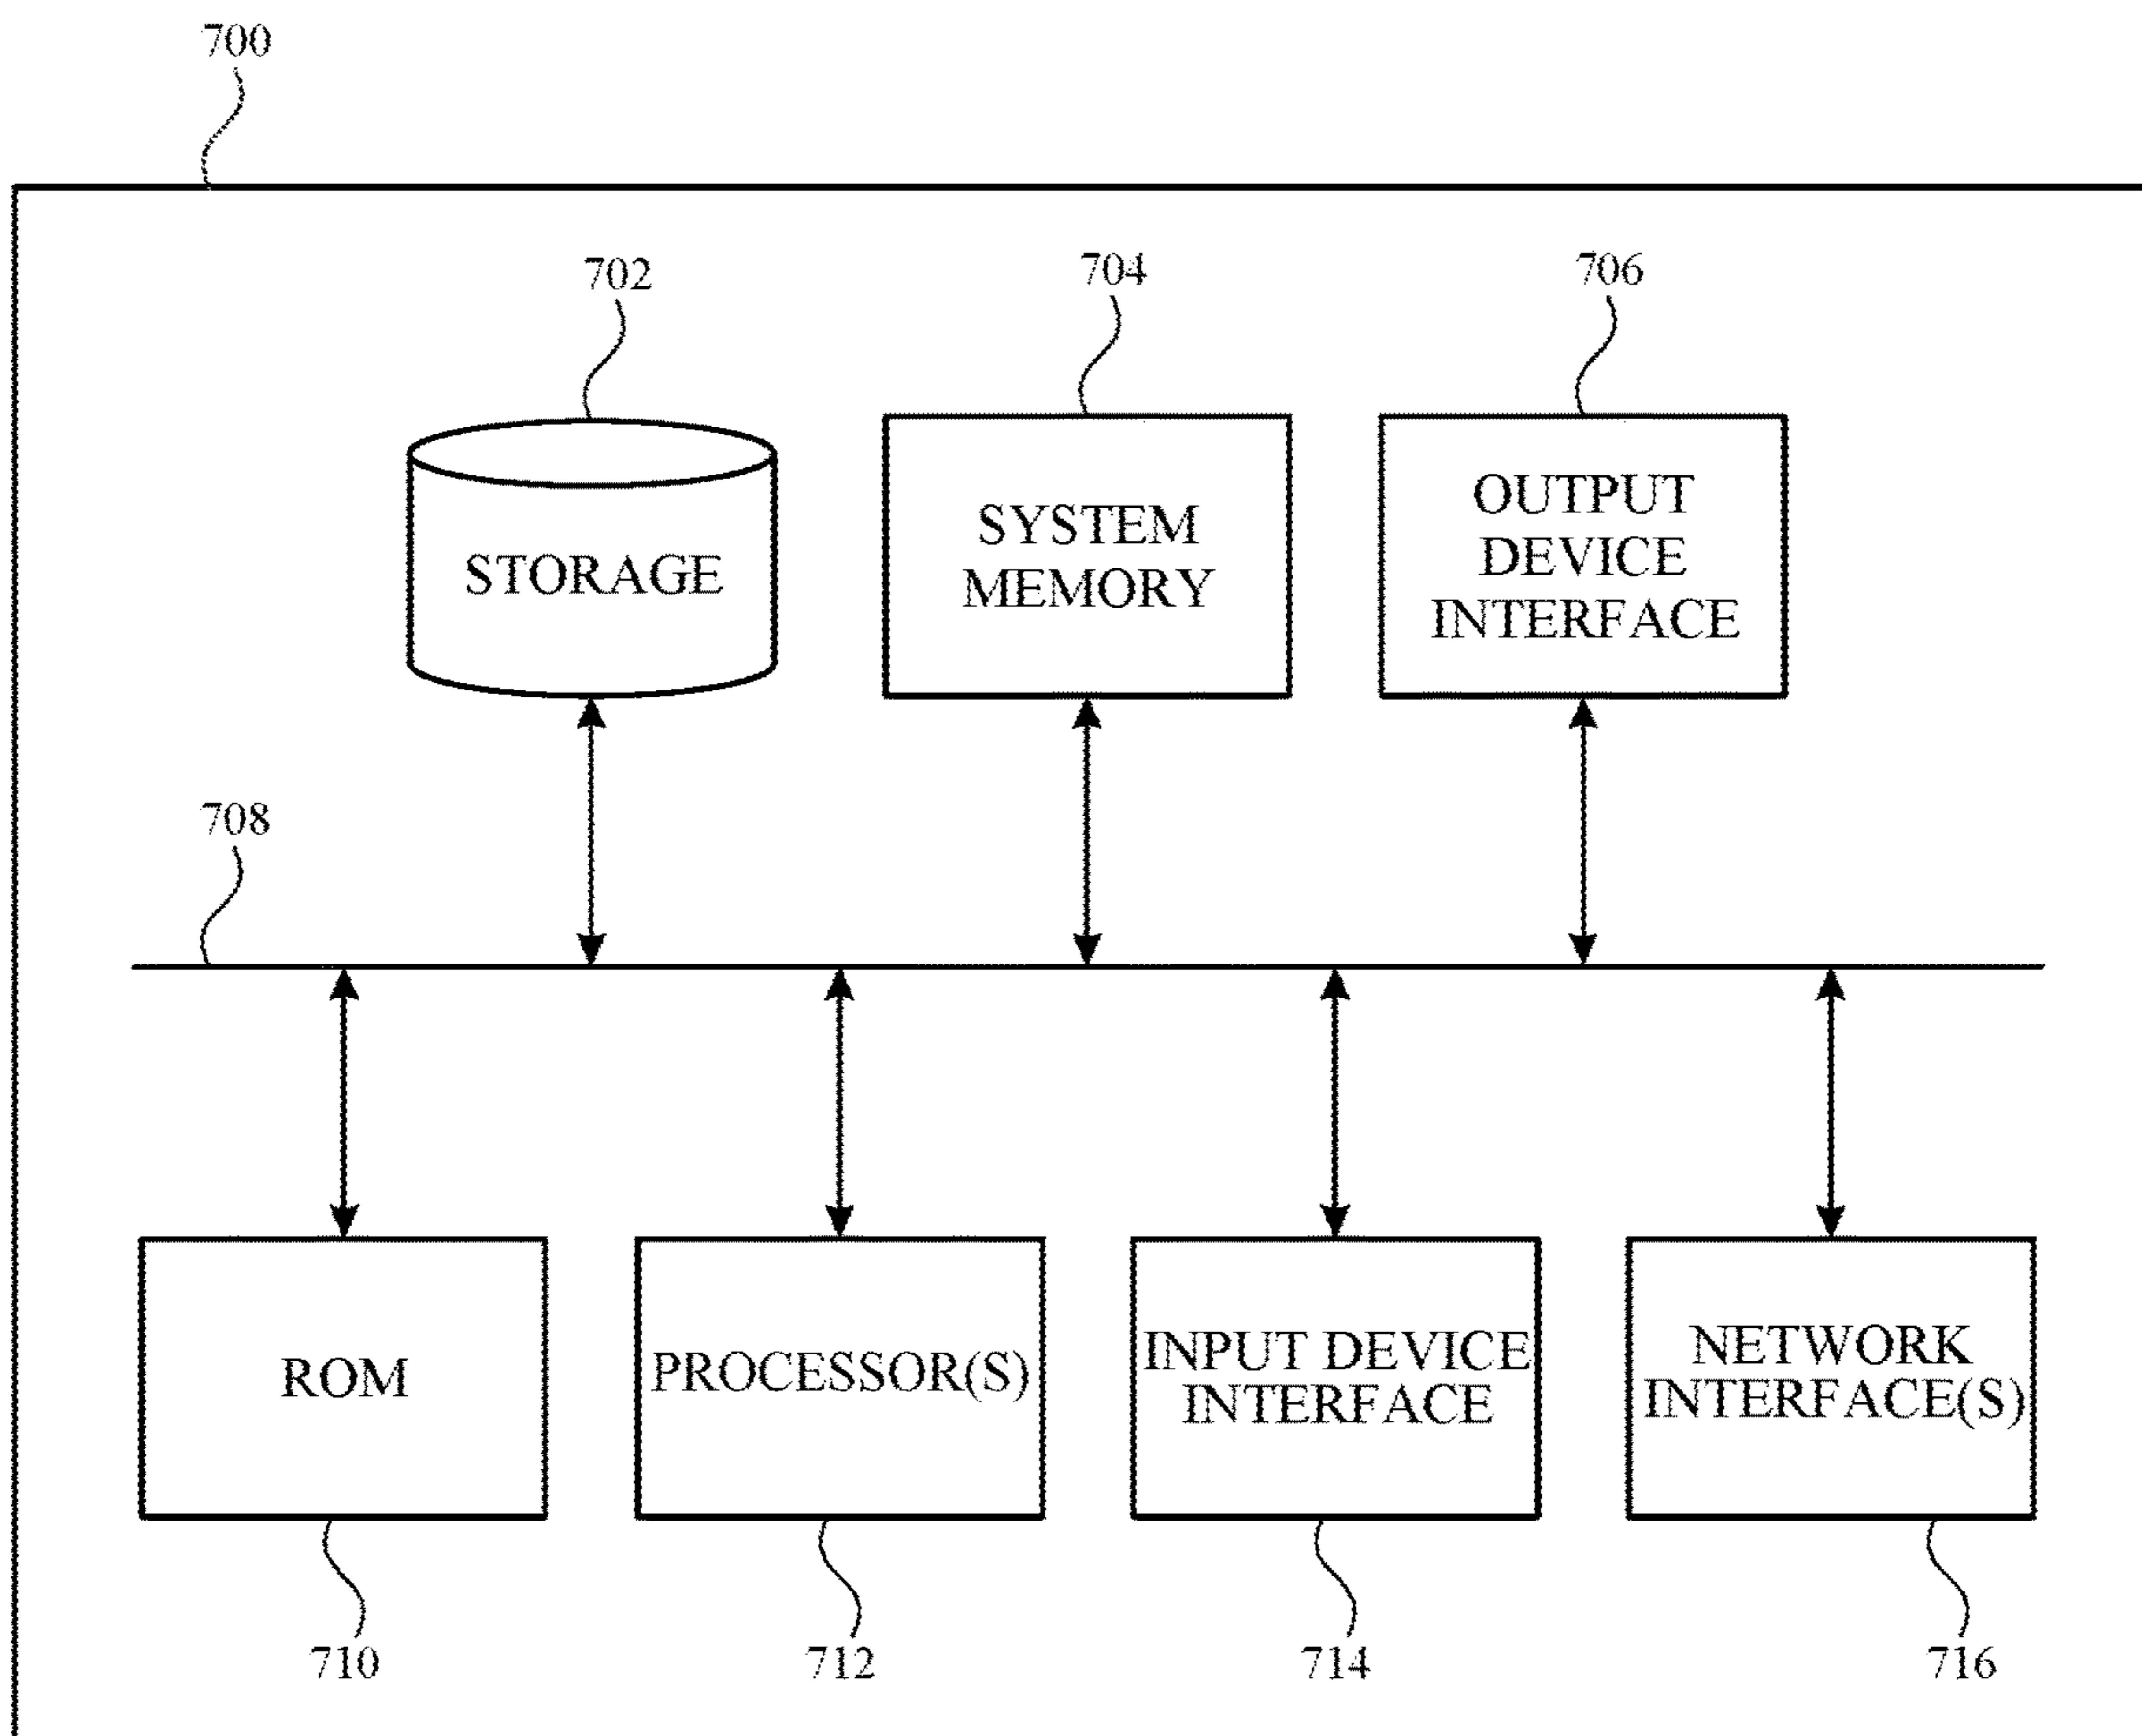 700
702
704
706
STORAGE
SYSTEM
MEMORY
OUTPUT
DEVICE
INTERFACE
708
ROM
PROCESSOR(S)
INPUT DEVICE
INTERFACE
NETWORK
INTERFACE(S)
710
712
714
716